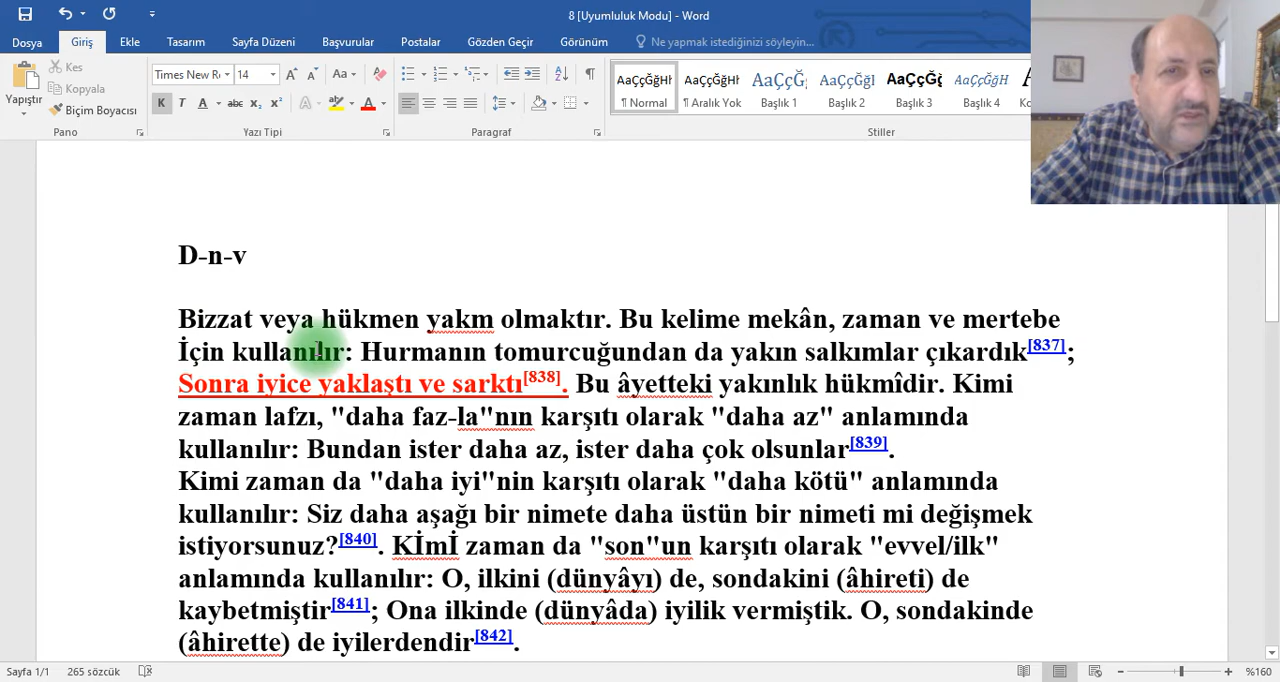 8 [Uyumluluk Modu] - Word
Dosya Giriş Ekle Tasarım Sayfa Düzeni Başvurular Postalar Gözden Geçir Görünüm Ne yapmak istediğinizi söyleyin...
Yapıştır
Kes
Kopyala
Biçim Boyacısı
Times New Ro 14
Pano Yazı Tipi Paragraf Stiller
AaÇçĞğHł AaÇçĞğHł AaÇçĞ AaÇçĞğI AaÇçĞğ AaÇçĞğH
¶ Normal ¶ Aralık Yok Başlık 1 Başlık 2 Başlık 3 Başlık 4
D-n-v
Bizzat veya hükmen yakm olmaktır. Bu kelime mekân, zaman ve mertebe
İçin kullanılır: Hurmanın tomurcuğundan da yakın salkımlar çıkardık[837];
Sonra iyice yaklaştı ve sarktı[838]. Bu âyetteki yakınlık hükmîdir. Kimi
zaman lafzı, "daha faz-la"nın karşıtı olarak "daha az" anlamında
kullanılır: Bundan ister daha az, ister daha çok olsunlar[839].
Kimi zaman da "daha iyi"nin karşıtı olarak "daha kötü" anlamında
kullanılır: Siz daha aşağı bir nimete daha üstün bir nimeti mi değişmek
istiyorsunuz?[840]. Kİmİ zaman da "son"un karşıtı olarak "evvel/ilk"
anlamında kullanılır: O, ilkini (dünyâyı) de, sondakini (âhireti) de
kaybetmiştir[841]; Ona ilkinde (dünyâda) iyilik vermiştik. O, sondakinde
(âhirette) de iyilerdendir[842].
Sayfa 1/1 265 sözcük %160